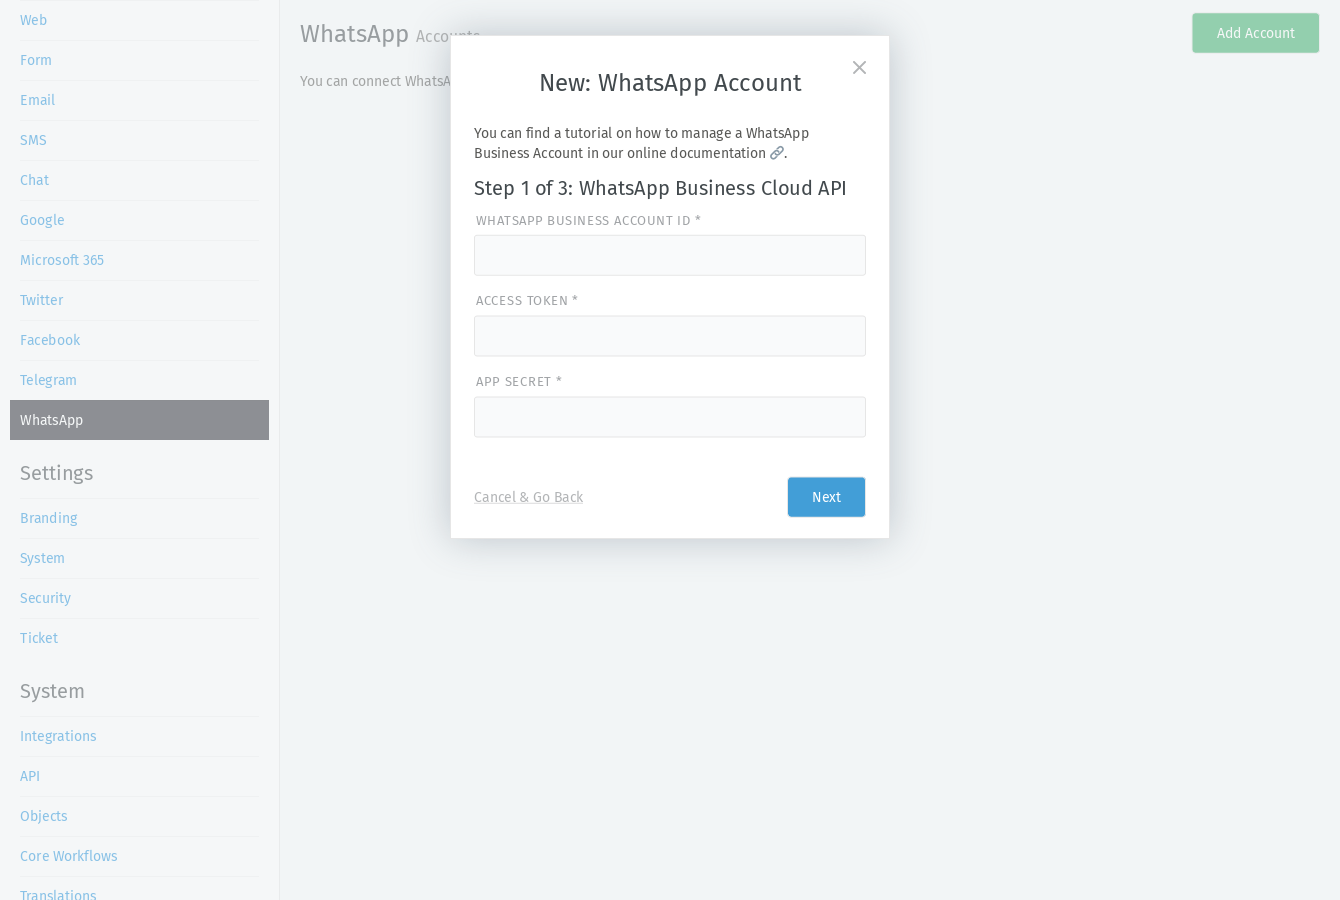 Web
Form
Email
SMS
Chat
Google
Microsoft 365
Twitter
Facebook
Telegram
WhatsApp
Settings
Branding
System
Security
Ticket
System
Integrations
API
Objects
Core Workflows
Translations
WhatsApp Accounts
Add Account
You can connect WhatsA
New: WhatsApp Account
You can find a tutorial on how to manage a WhatsApp
Business Account in our online documentation 🔗.
Step 1 of 3: WhatsApp Business Cloud API
WHATSAPP BUSINESS ACCOUNT ID *
ACCESS TOKEN *
APP SECRET *
Cancel & Go Back
Next